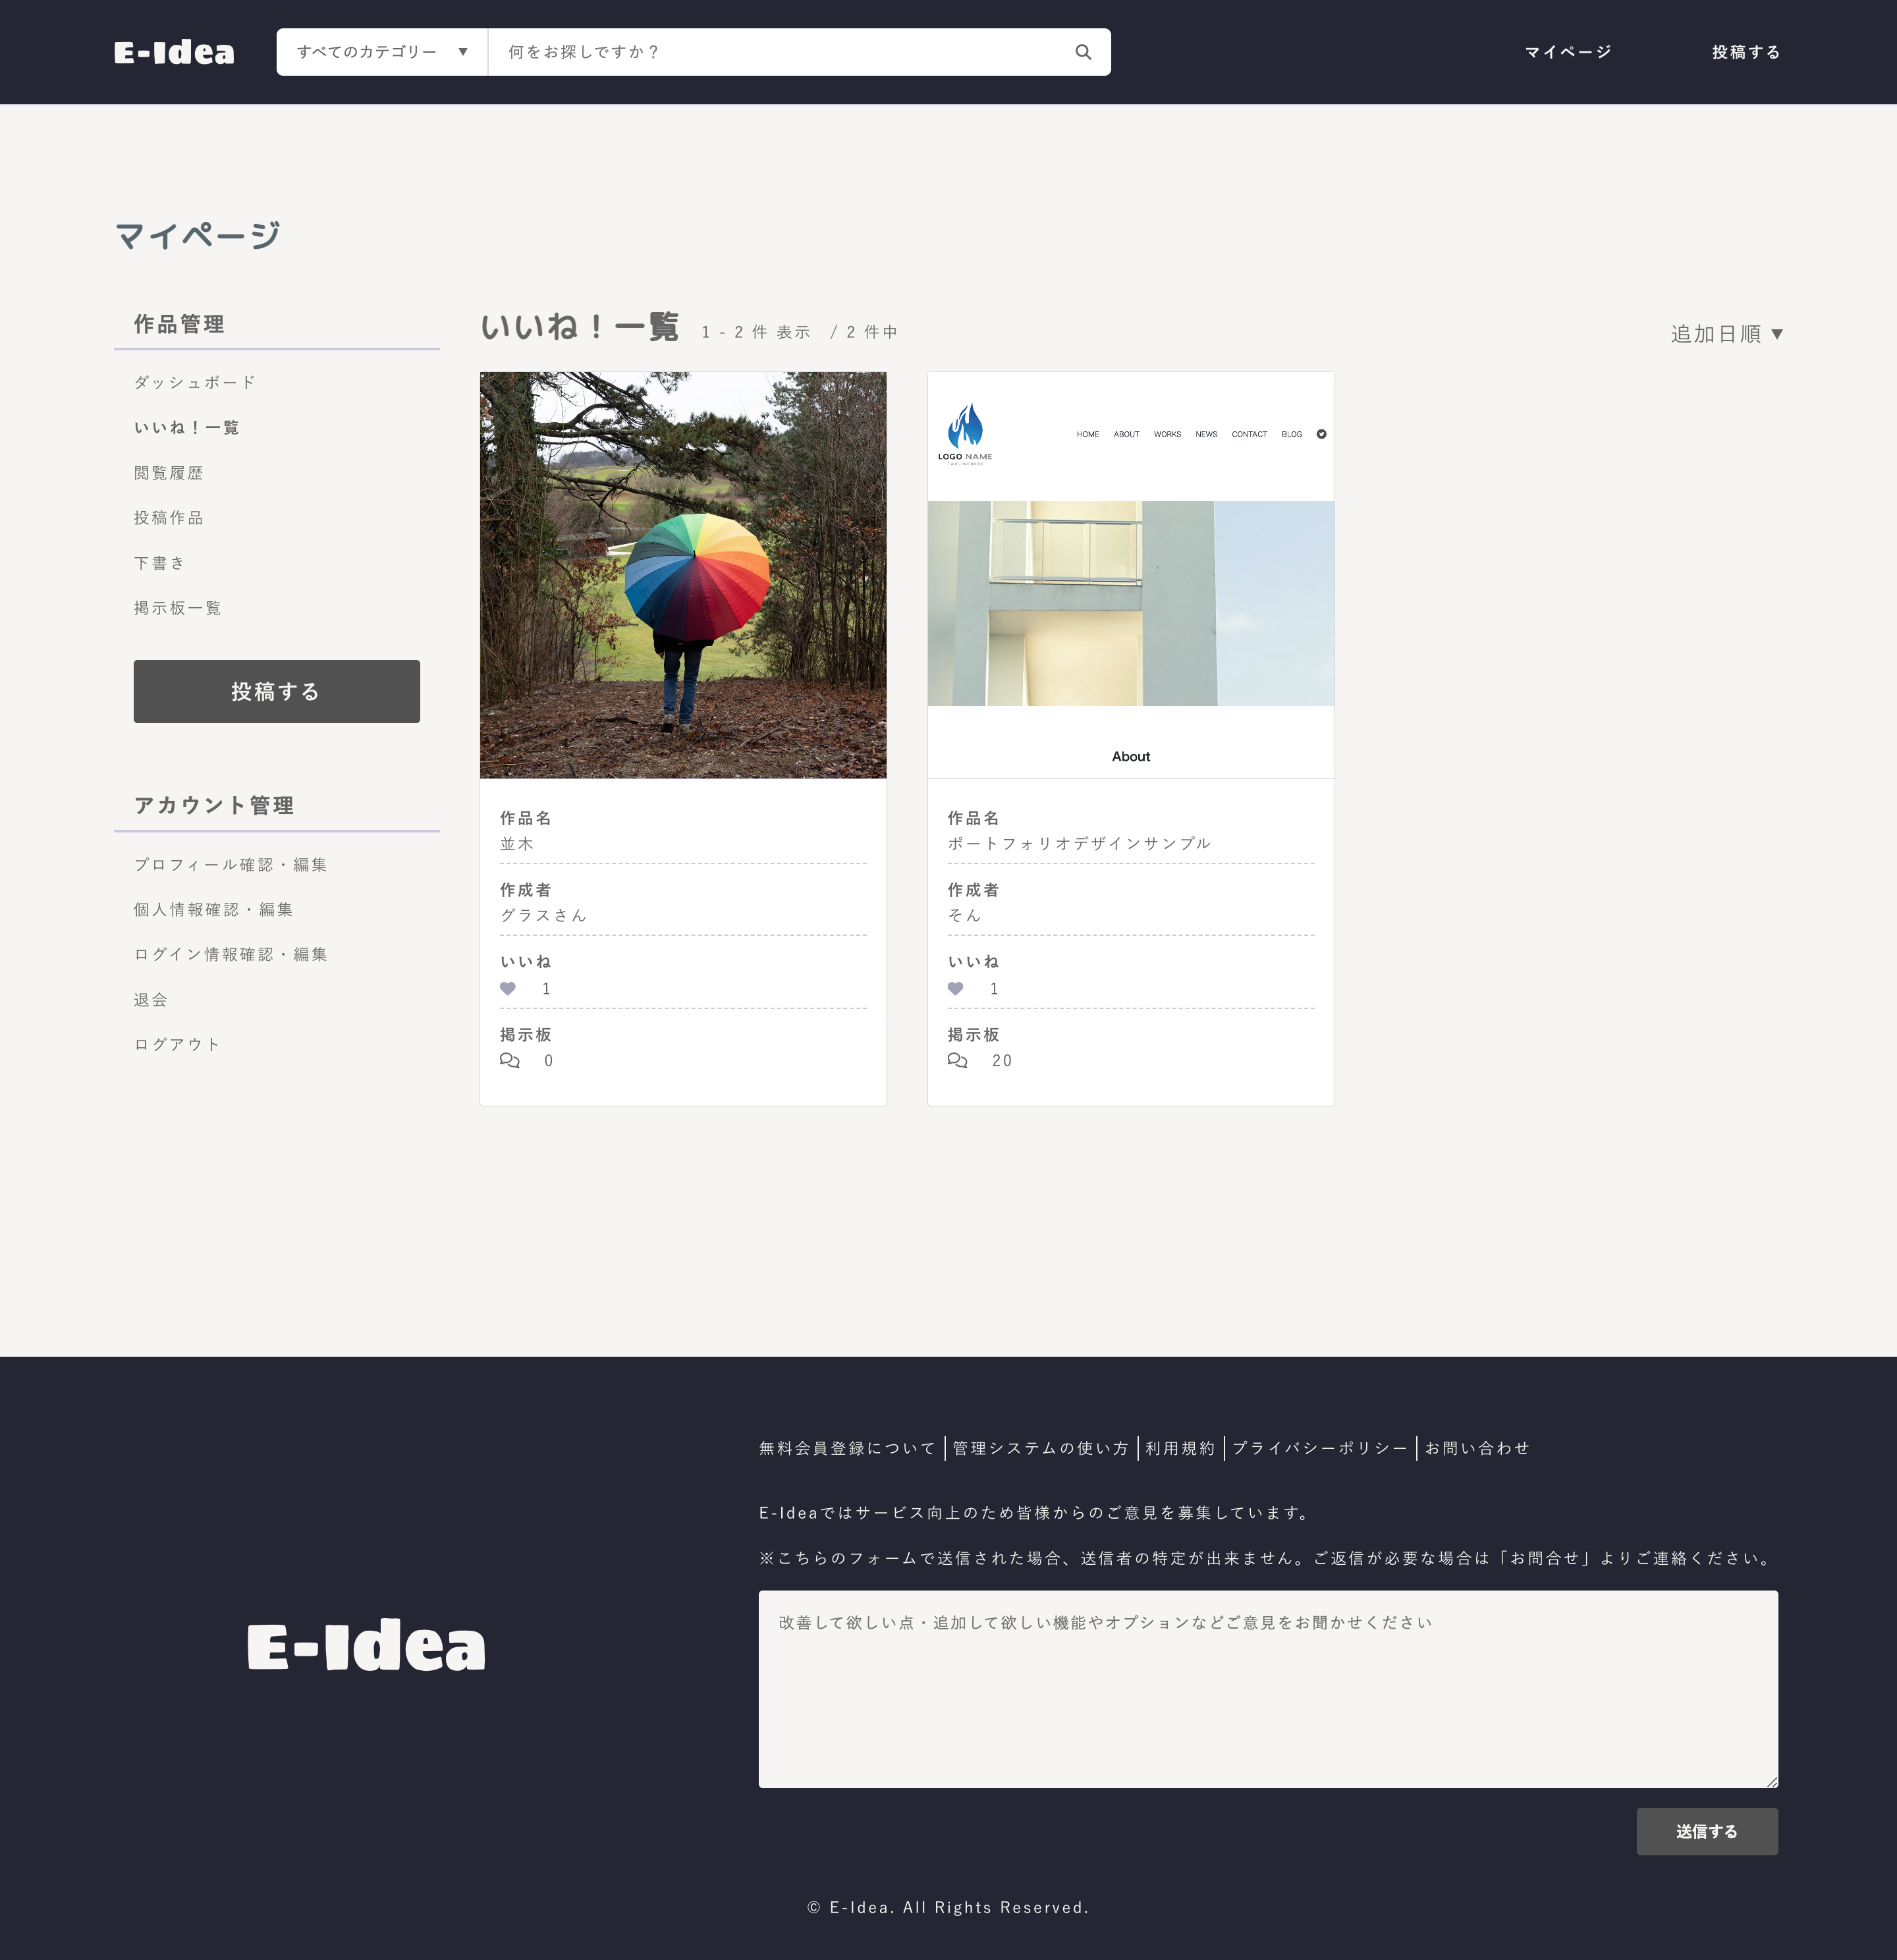 E-Idea
すべてのカテゴリー ▼
何をお探しですか？
マイページ
投稿する
マイページ
作品管理
ダッシュボード
いいね！一覧
閲覧履歴
投稿作品
下書き
掲示板一覧
投稿する
アカウント管理
プロフィール確認・編集
個人情報確認・編集
ログイン情報確認・編集
退会
ログアウト
いいね！一覧 1 - 2 件 表示 / 2 件中
追加日順 ▼
作品名
並木
作成者
グラスさん
いいね
1
掲示板
0
LOGO NAME
HOME ABOUT WORKS NEWS CONTACT BLOG
About
作品名
ポートフォリオデザインサンプル
作成者
そん
いいね
1
掲示板
20
E-Idea
無料会員登録について 管理システムの使い方 利用規約 プライバシーポリシー お問い合わせ
E-Ideaではサービス向上のため皆様からのご意見を募集しています。
※こちらのフォームで送信された場合、送信者の特定が出来ません。ご返信が必要な場合は「お問合せ」よりご連絡ください。
改善して欲しい点・追加して欲しい機能やオプションなどご意見をお聞かせください
送信する
© E-Idea. All Rights Reserved.